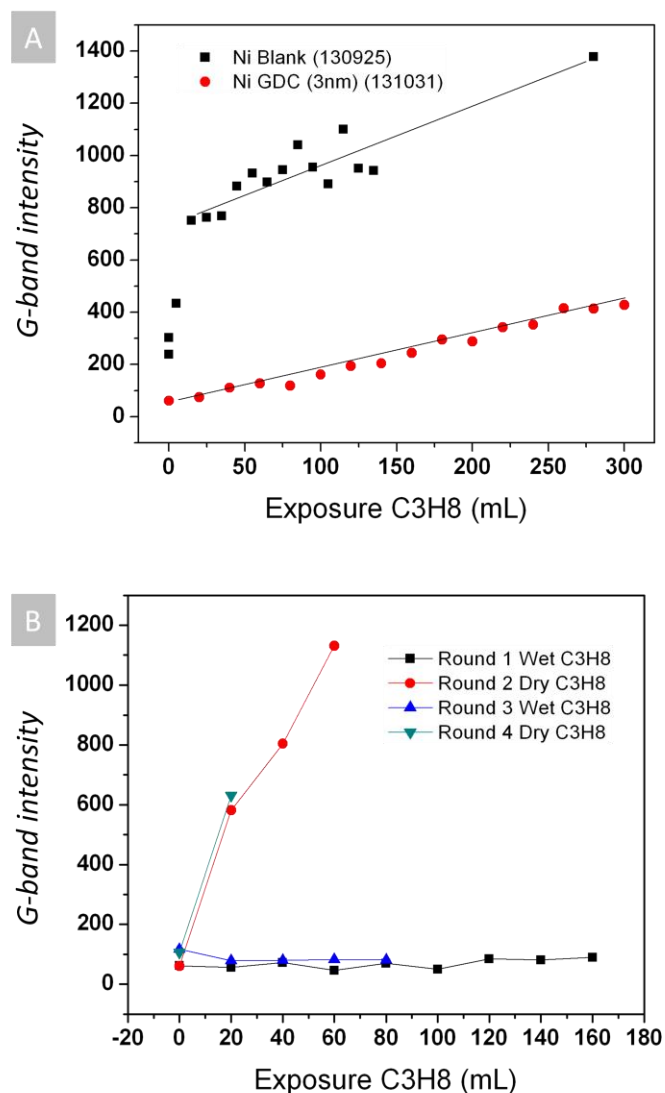 A
Ni Blank (130925)
Ni GDC (3nm) (131031)
1400
1200
1000
800
600
400
200
0
G-band intensity
0 50 100 150 200 250 300
Exposure C3H8 (mL)
B
Round 1 Wet C3H8
Round 2 Dry C3H8
Round 3 Wet C3H8
Round 4 Dry C3H8
1200
1000
800
600
400
200
0
G-band intensity
-20 0 20 40 60 80 100 120 140 160 180
Exposure C3H8 (mL)